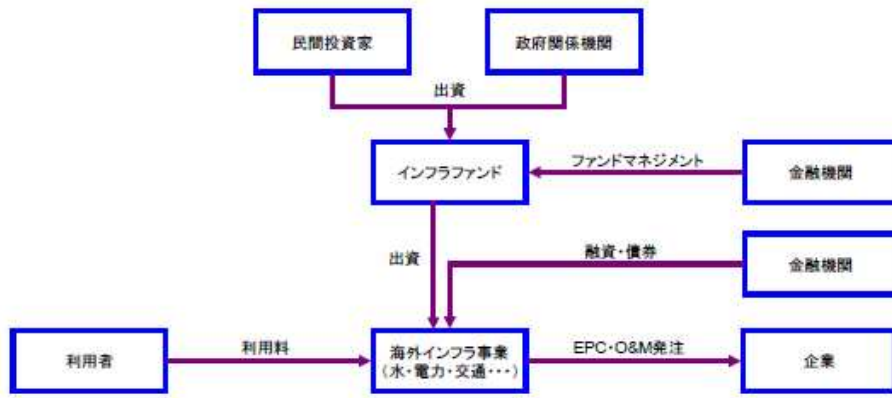 民間投資家
政府関係機関
出資
インフラファンド
ファンドマネジメント
金融機関
出資
融資・債券
金融機関
利用者
利用料
海外インフラ事業
（水・電力・交通・・・）
EPC・O&M発注
企業